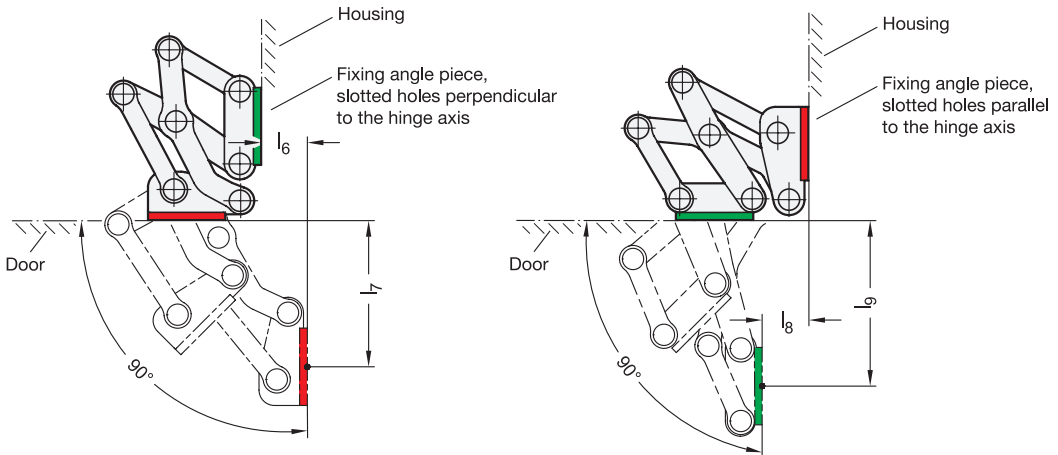 Housing
Fixing angle piece,
slotted holes perpendicular
to the hinge axis
l6
Door
l7
90°
Housing
Fixing angle piece,
slotted holes parallel
to the hinge axis
Door
l8
l9
90°